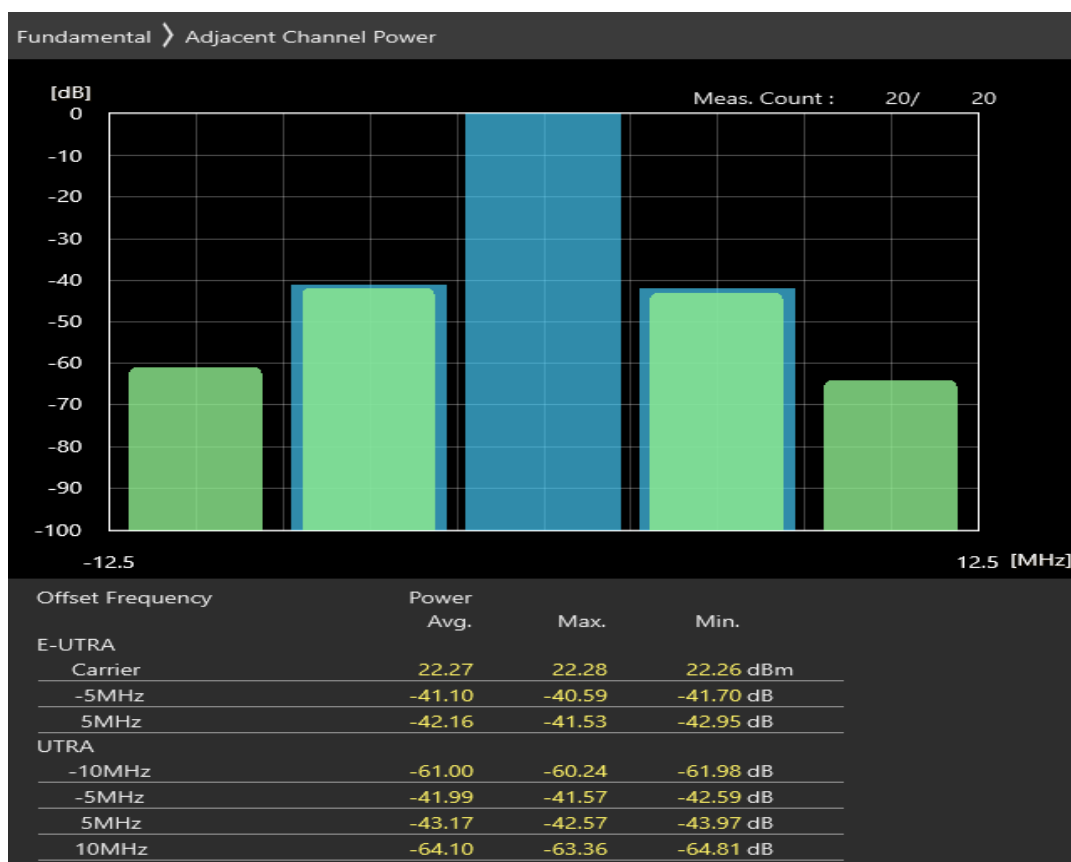 Fundamental ❯ Adjacent Channel Power
[dB]
Meas. Count : 20/ 20
0
-10
-20
-30
-40
-50
-60
-70
-80
-90
-100
-12.5 12.5 [MHz]
Offset Frequency Power
Avg. Max. Min.
E-UTRA
Carrier 22.27 22.28 22.26 dBm
-5MHz -41.10 -40.59 -41.70 dB
5MHz -42.16 -41.53 -42.95 dB
UTRA
-10MHz -61.00 -60.24 -61.98 dB
-5MHz -41.99 -41.57 -42.59 dB
5MHz -43.17 -42.57 -43.97 dB
10MHz -64.10 -63.36 -64.81 dB